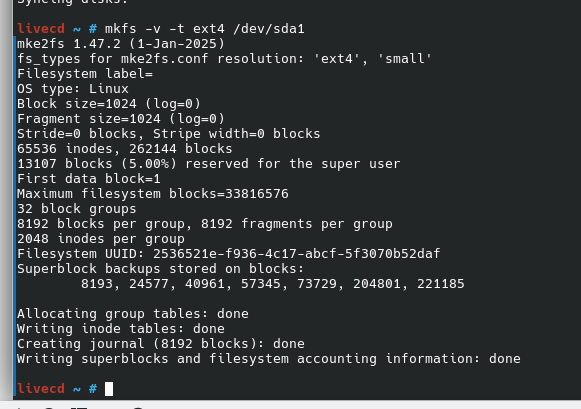 Syncing disks.
livecd ~ # mkfs -v -t ext4 /dev/sda1
mke2fs 1.47.2 (1-Jan-2025)
fs_types for mke2fs.conf resolution: 'ext4', 'small'
Filesystem label=
OS type: Linux
Block size=1024 (log=0)
Fragment size=1024 (log=0)
Stride=0 blocks, Stripe width=0 blocks
65536 inodes, 262144 blocks
13107 blocks (5.00%) reserved for the super user
First data block=1
Maximum filesystem blocks=33816576
32 block groups
8192 blocks per group, 8192 fragments per group
2048 inodes per group
Filesystem UUID: 2536521e-f936-4c17-abcf-5f3070b52daf
Superblock backups stored on blocks:
        8193, 24577, 40961, 57345, 73729, 204801, 221185

Allocating group tables: done
Writing inode tables: done
Creating journal (8192 blocks): done
Writing superblocks and filesystem accounting information: done

livecd ~ #